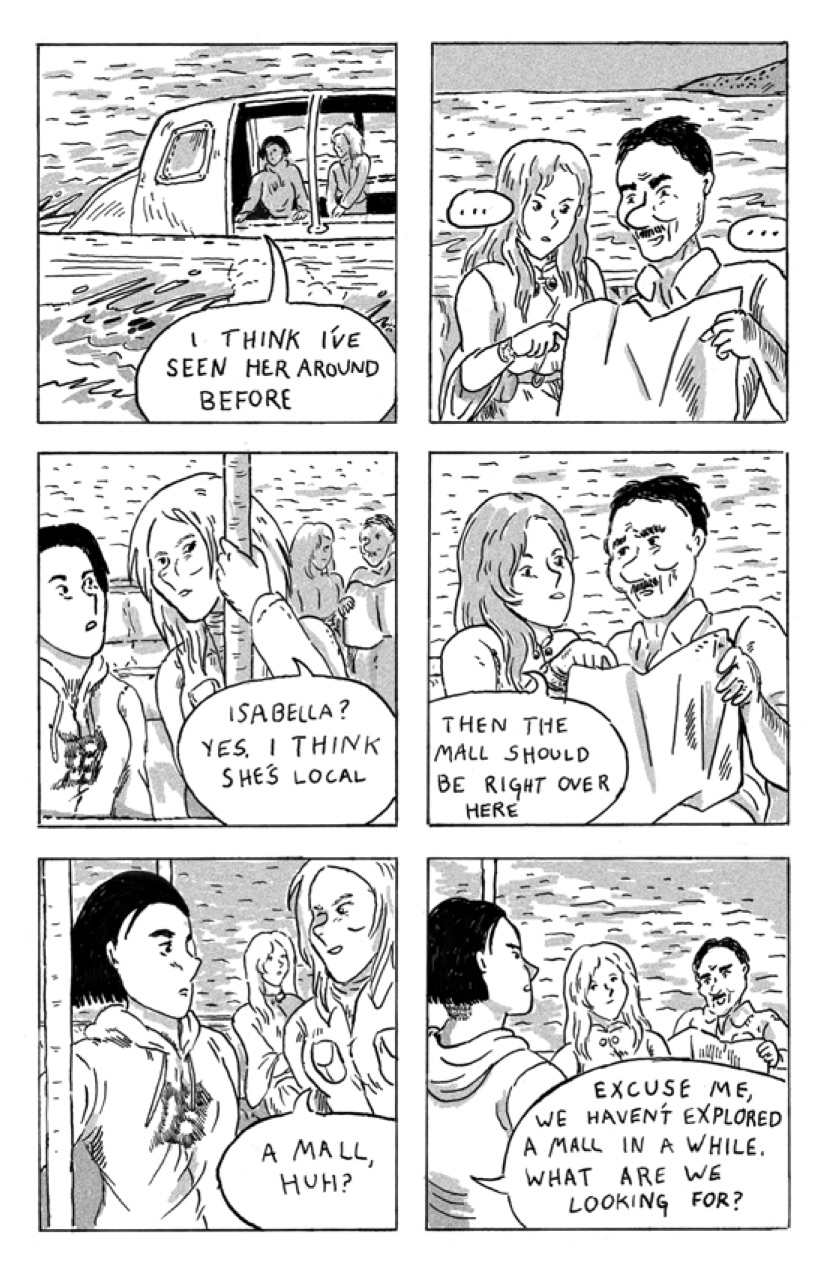 I THINK I'VE
SEEN HER AROUND
BEFORE
...
...
ISABELLA?
YES, I THINK
SHE'S LOCAL
THEN THE
MALL SHOULD
BE RIGHT OVER
HERE
A MALL,
HUH?
EXCUSE ME,
WE HAVEN'T EXPLORED
A MALL IN A WHILE.
WHAT ARE WE
LOOKING FOR?